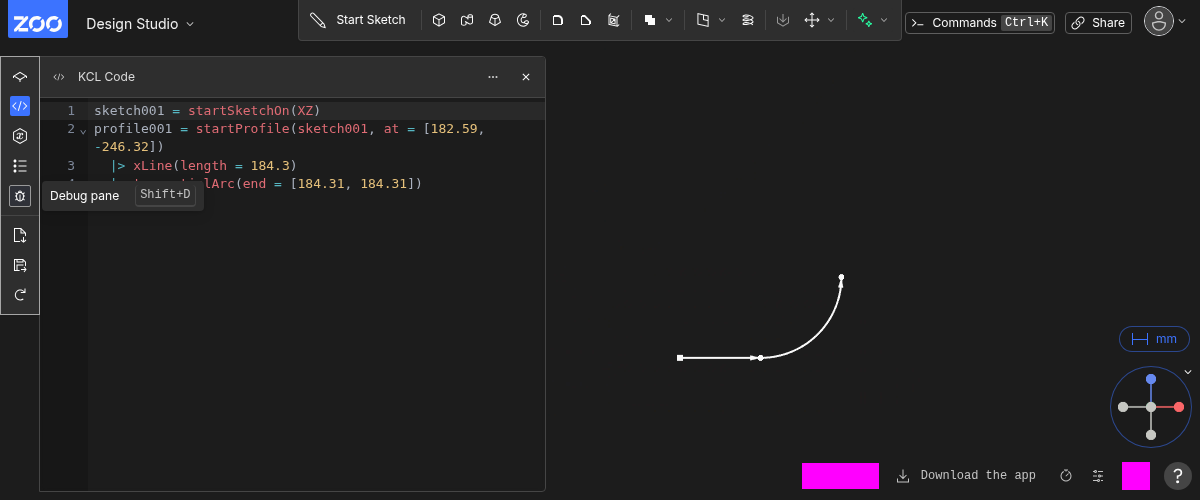 ZOO
Design Studio
Start Sketch
Commands Ctrl+K
Share
KCL Code
1 sketch001 = startSketchOn(XZ)
2 profile001 = startProfile(sketch001, at = [182.59,
-246.32])
3 |> xLine(length = 184.3)
lArc(end = [184.31, 184.31])
Debug pane Shift+D
mm
Download the app
?